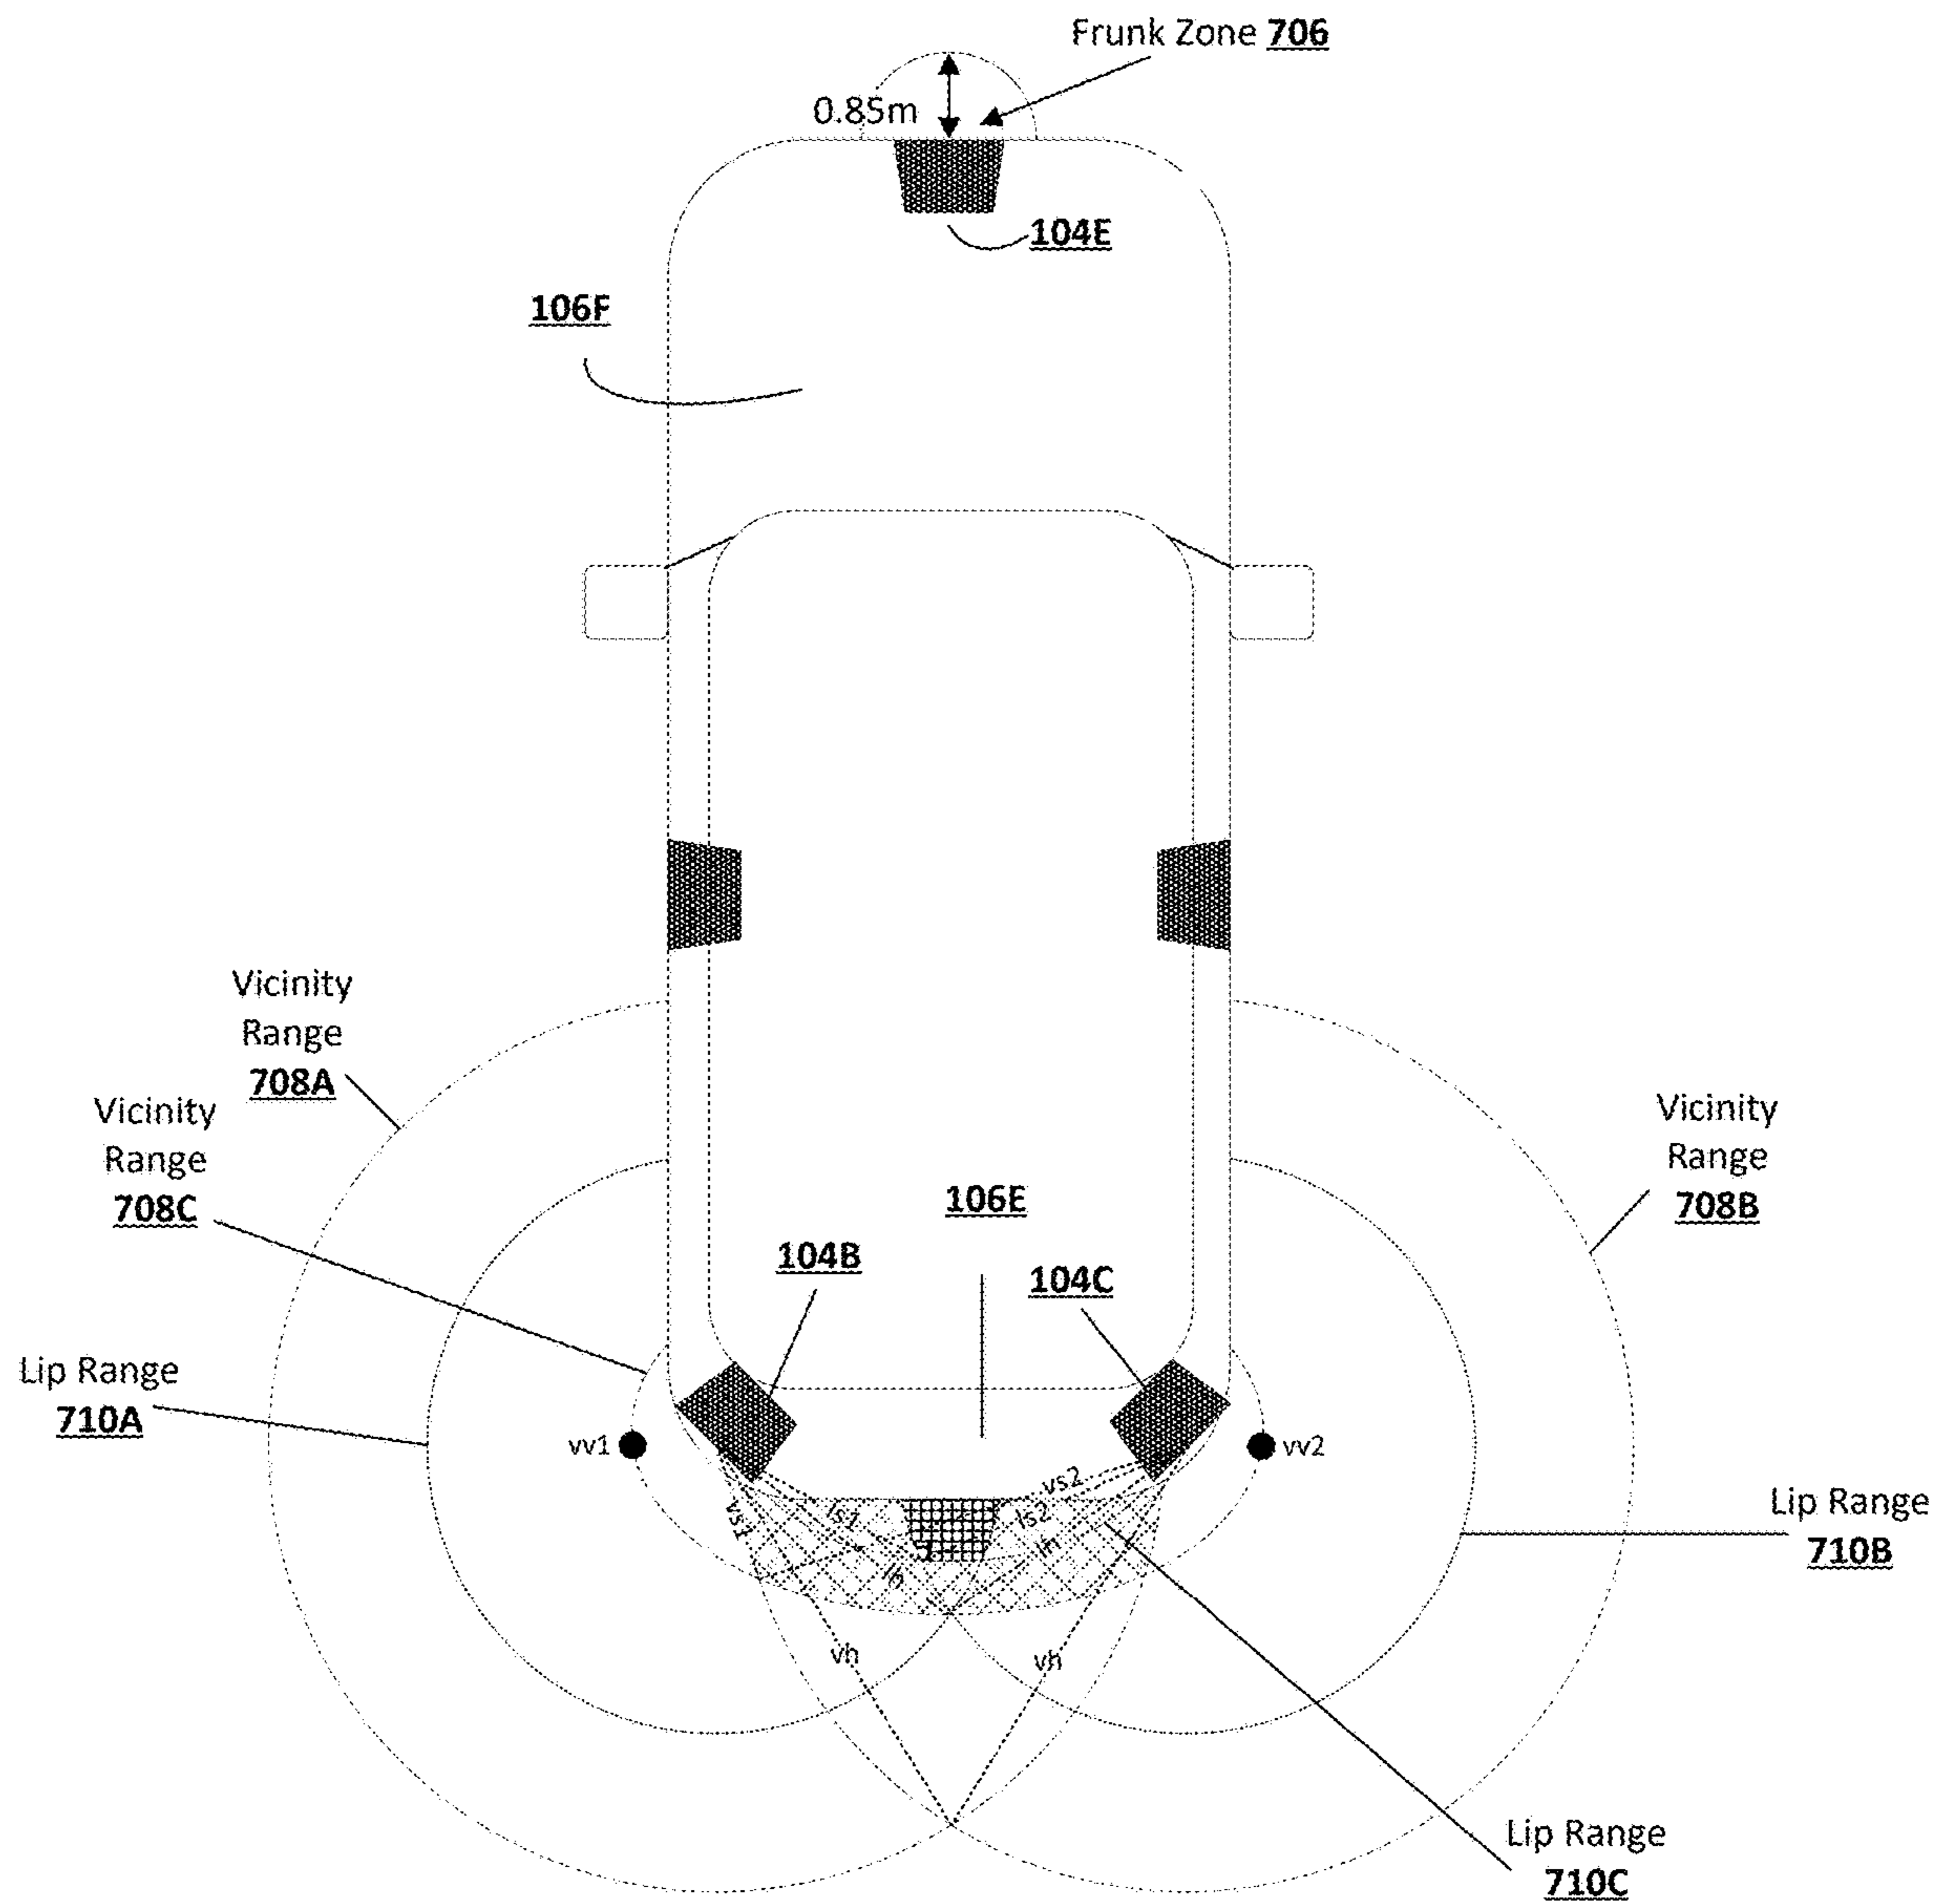 Frunk Zone 706
0.85m
104E
106F
Vicinity
Range
708A
Vicinity
Range
708C
Vicinity
Range
708B
106E
104B
104C
Lip Range
710A
vv1
vv2
vs2
vs1
ls1
ls2
lh
lh
Lip Range
710B
vh
vh
Lip Range
710C